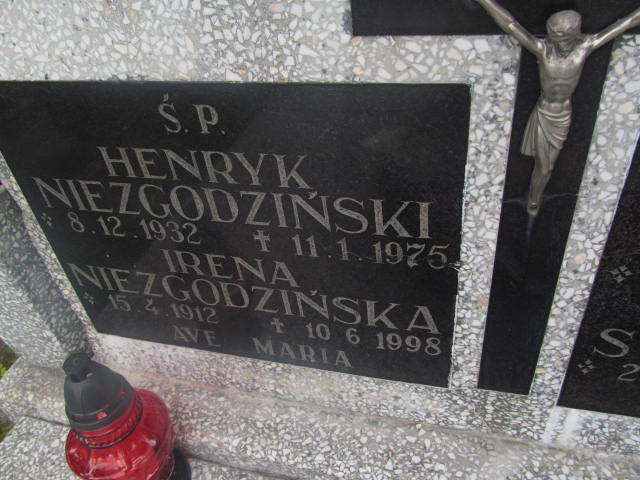 Ś.P.
HENRYK
NIEZGODZIŃSKI
8.12.1932 11.1.1975
IRENA
NIEZGODZIŃSKA
15.4.1912 10.6.1998
AVE MARIA